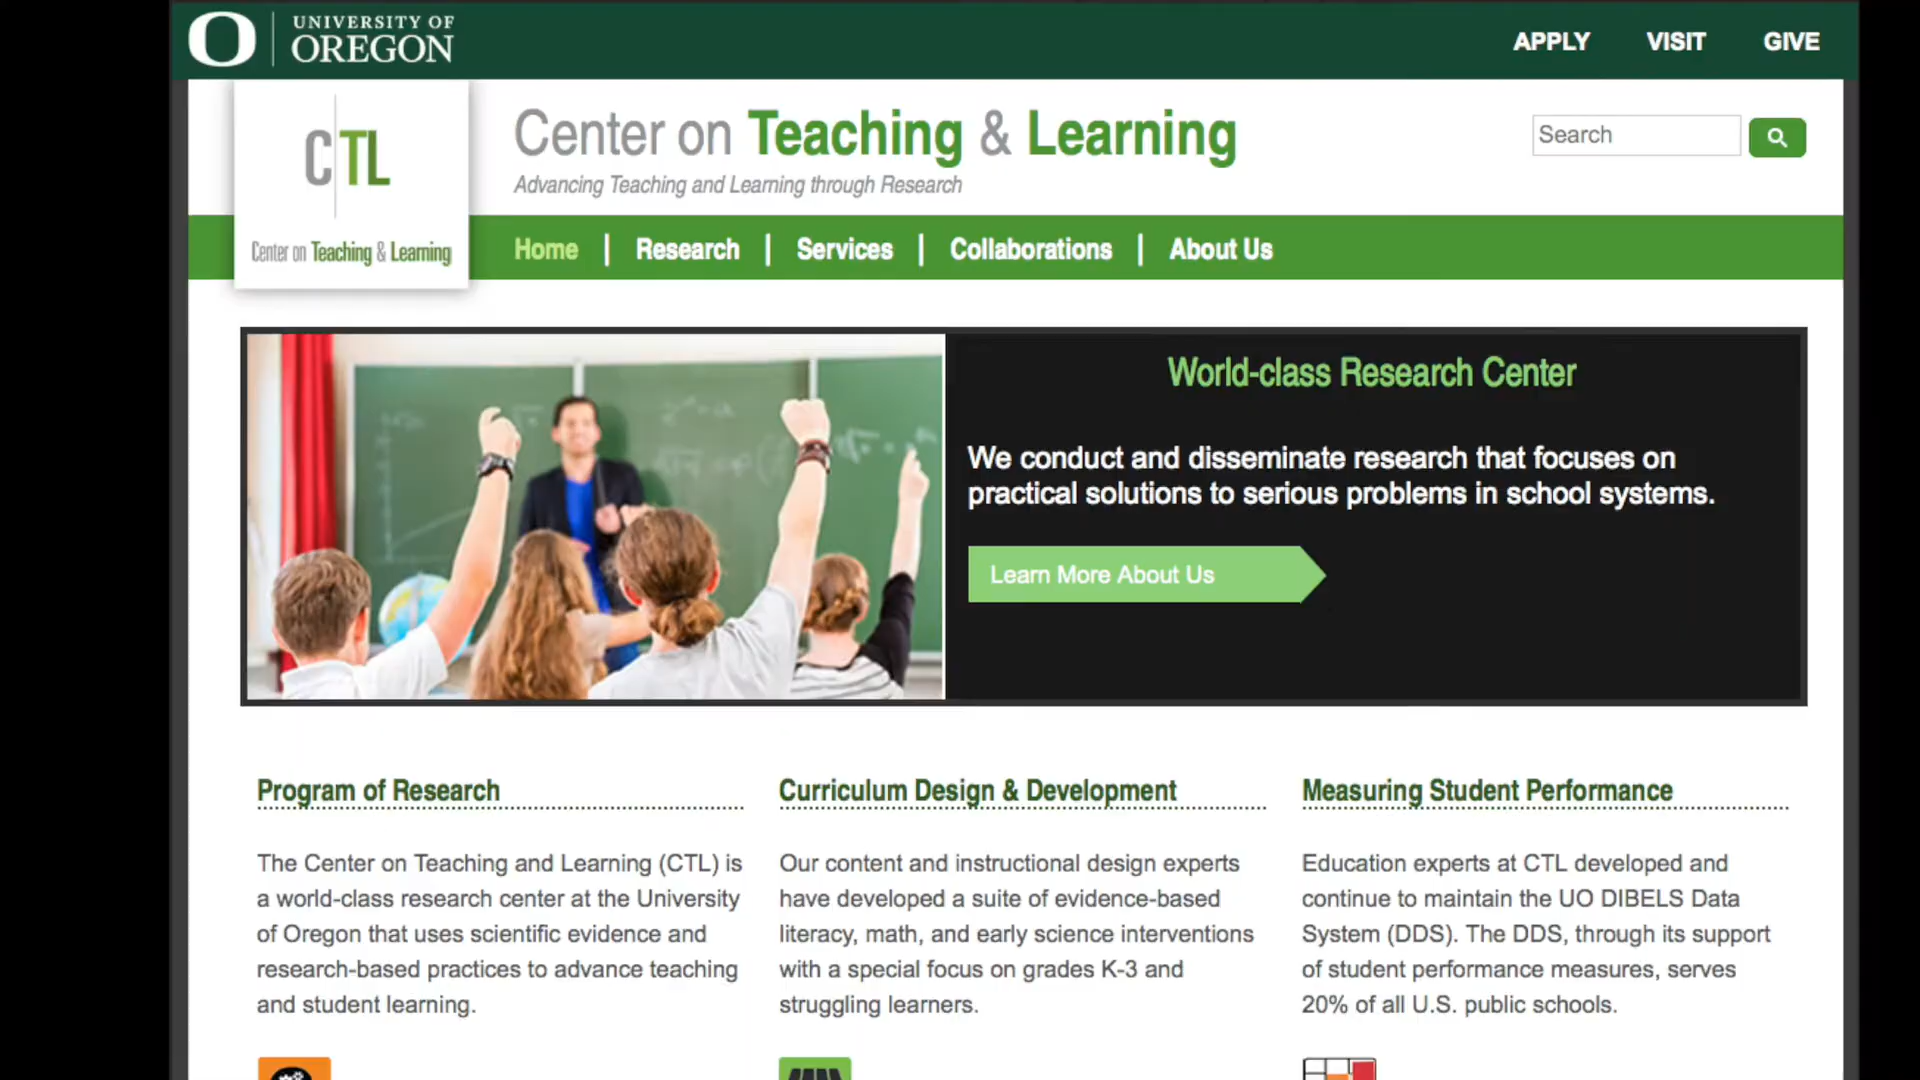 UNIVERSITY OF
OREGON
APPLY VISIT GIVE
CTL
Center on Teaching & Learning
Center on Teaching & Learning
Advancing Teaching and Learning through Research
Search
Home | Research | Services | Collaborations | About Us
World-class Research Center
We conduct and disseminate research that focuses on
practical solutions to serious problems in school systems.
Learn More About Us
Program of Research
The Center on Teaching and Learning (CTL) is
a world-class research center at the University
of Oregon that uses scientific evidence and
research-based practices to advance teaching
and student learning.
Curriculum Design & Development
Our content and instructional design experts
have developed a suite of evidence-based
literacy, math, and early science interventions
with a special focus on grades K-3 and
struggling learners.
Measuring Student Performance
Education experts at CTL developed and
continue to maintain the UO DIBELS Data
System (DDS). The DDS, through its support
of student performance measures, serves
20% of all U.S. public schools.